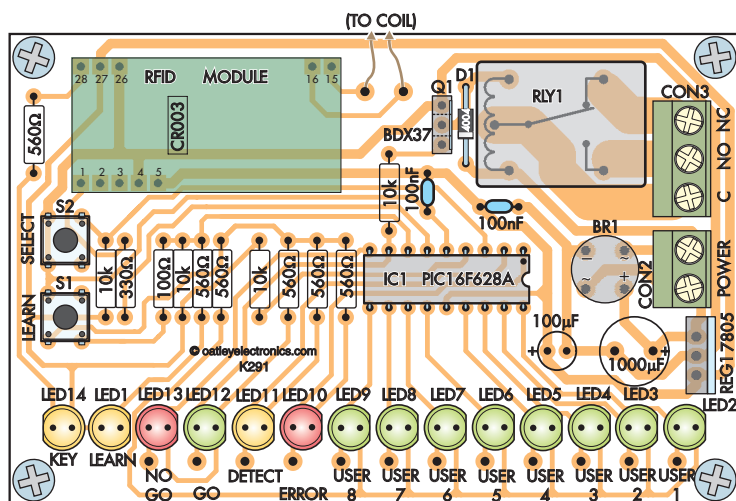 (TO COIL)
28 27 26 RFID MODULE 16 15
CR003
1 2 3 4 5
560Ω
Q1
BDX37
D1
4004
RLY1
CON3
NC
NO
C
10k
100nF
100nF
S2
SELECT
S1
LEARN
10k
330Ω
100Ω
10k
560Ω
560Ω
10k
560Ω
560Ω
560Ω
IC1 PIC16F628A
BR1
–
~
~
+
CON2
POWER
100µF
+
1000µF
+
REG1 7805
© oatleyelectronics.com
K291
LED14 LED1 LED13 LED12 LED11 LED10 LED9 LED8 LED7 LED6 LED5 LED4 LED3 LED2
KEY LEARN NO GO GO DETECT ERROR USER 8 USER 7 USER 6 USER 5 USER 4 USER 3 USER 2 USER 1